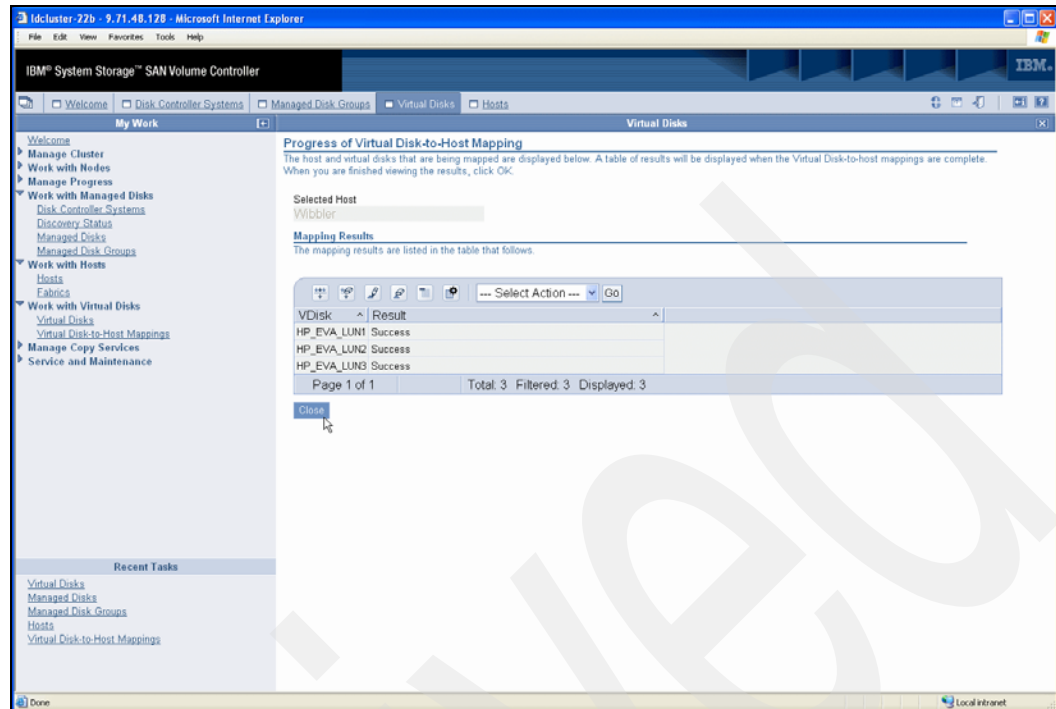 ldcluster-22b - 9.71.48.128 - Microsoft Internet Explorer
File Edit View Favorites Tools Help
IBM® System Storage™ SAN Volume Controller
IBM.
Welcome Disk Controller Systems Managed Disk Groups Virtual Disks Hosts
My Work
Virtual Disks
Welcome
Manage Cluster
Work with Nodes
Manage Progress
Work with Managed Disks
Disk Controller Systems
Discovery Status
Managed Disks
Managed Disk Groups
Work with Hosts
Hosts
Fabrics
Work with Virtual Disks
Virtual Disks
Virtual Disk-to-Host Mappings
Manage Copy Services
Service and Maintenance
Recent Tasks
Virtual Disks
Managed Disks
Managed Disk Groups
Hosts
Virtual Disk-to-Host Mappings
Progress of Virtual Disk-to-Host Mapping
The host and virtual disks that are being mapped are displayed below. A table of results will be displayed when the Virtual Disk-to-host mappings are complete.
When you are finished viewing the results, click OK.
Selected Host
Wibbler
Mapping Results
The mapping results are listed in the table that follows.
--- Select Action --- Go
VDisk Result
HP_EVA_LUN1 Success
HP_EVA_LUN2 Success
HP_EVA_LUN3 Success
Page 1 of 1 Total: 3 Filtered: 3 Displayed: 3
Close
Done
Local intranet